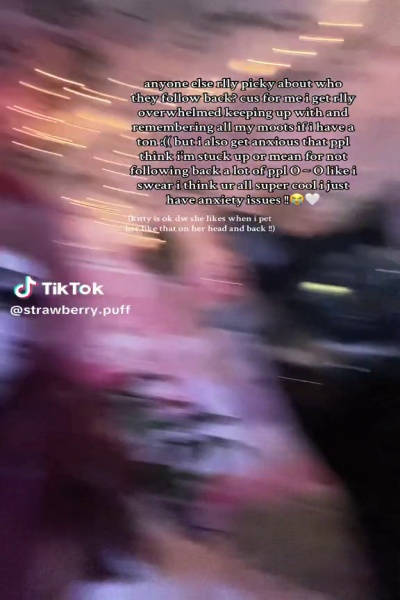 anyone else rlly picky about who
they follow back? cus for me i get rlly
overwhelmed keeping up with and
remembering all my moots if i have a
ton :(( but i also get anxious that ppl
think i'm stuck up or mean for not
following back a lot of ppl O ~ O like i
swear i think ur all super cool i just
have anxiety issues !!😭🤍
(kitty is ok dw she likes when i pet
her like that on her head and back !!)
TikTok
@strawberry.puff